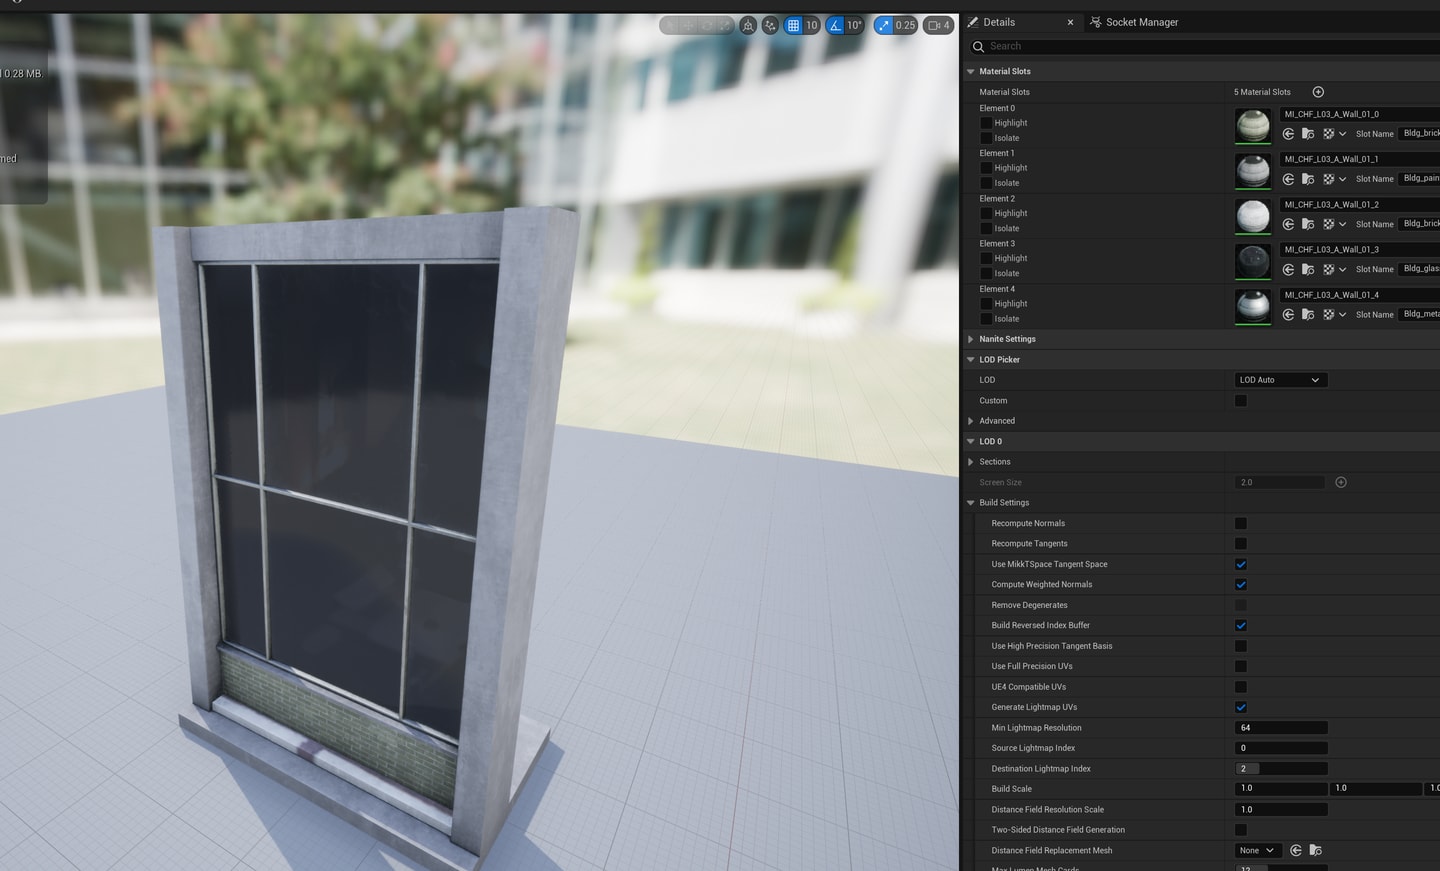 10
10°
0.25
4
0.28 MB.
Details
Socket Manager
Search
Material Slots
Material Slots
5 Material Slots
Element 0
Highlight
Isolate
MI_CHF_L03_A_Wall_01_0
Slot Name
Bldg_brick
Element 1
Highlight
Isolate
MI_CHF_L03_A_Wall_01_1
Slot Name
Element 2
Highlight
Isolate
MI_CHF_L03_A_Wall_01_2
Slot Name
Bldg_brick
Element 3
Highlight
Isolate
MI_CHF_L03_A_Wall_01_3
Slot Name
Element 4
Highlight
Isolate
MI_CHF_L03_A_Wall_01_4
Slot Name
Nanite Settings
LOD Picker
LOD
LOD Auto
Custom
Advanced
LOD 0
Sections
Screen Size
2.0
Build Settings
Recompute Normals
Recompute Tangents
Use MikkTSpace Tangent Space
Compute Weighted Normals
Remove Degenerates
Build Reversed Index Buffer
Use High Precision Tangent Basis
Use Full Precision UVs
UE4 Compatible UVs
Generate Lightmap UVs
Min Lightmap Resolution
64
Source Lightmap Index
0
Destination Lightmap Index
2
Build Scale
1.0
1.0
Distance Field Resolution Scale
1.0
Two-Sided Distance Field Generation
Distance Field Replacement Mesh
None
Max Lumen Mesh Cards
12